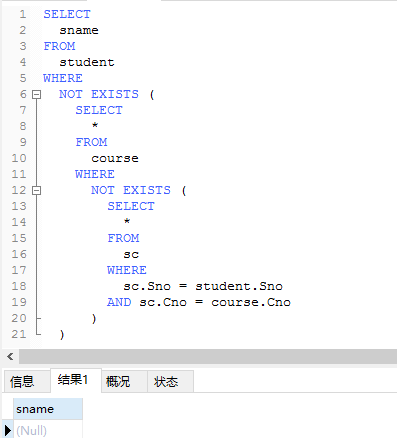 1 SELECT
2   sname
3 FROM
4   student
5 WHERE
6   NOT EXISTS (
7     SELECT
8       *
9     FROM
10       course
11     WHERE
12       NOT EXISTS (
13         SELECT
14           *
15         FROM
16           sc
17         WHERE
18           sc.Sno = student.Sno
19         AND sc.Cno = course.Cno
20       )
21   )
信息 结果1 概况 状态
sname
(Null)